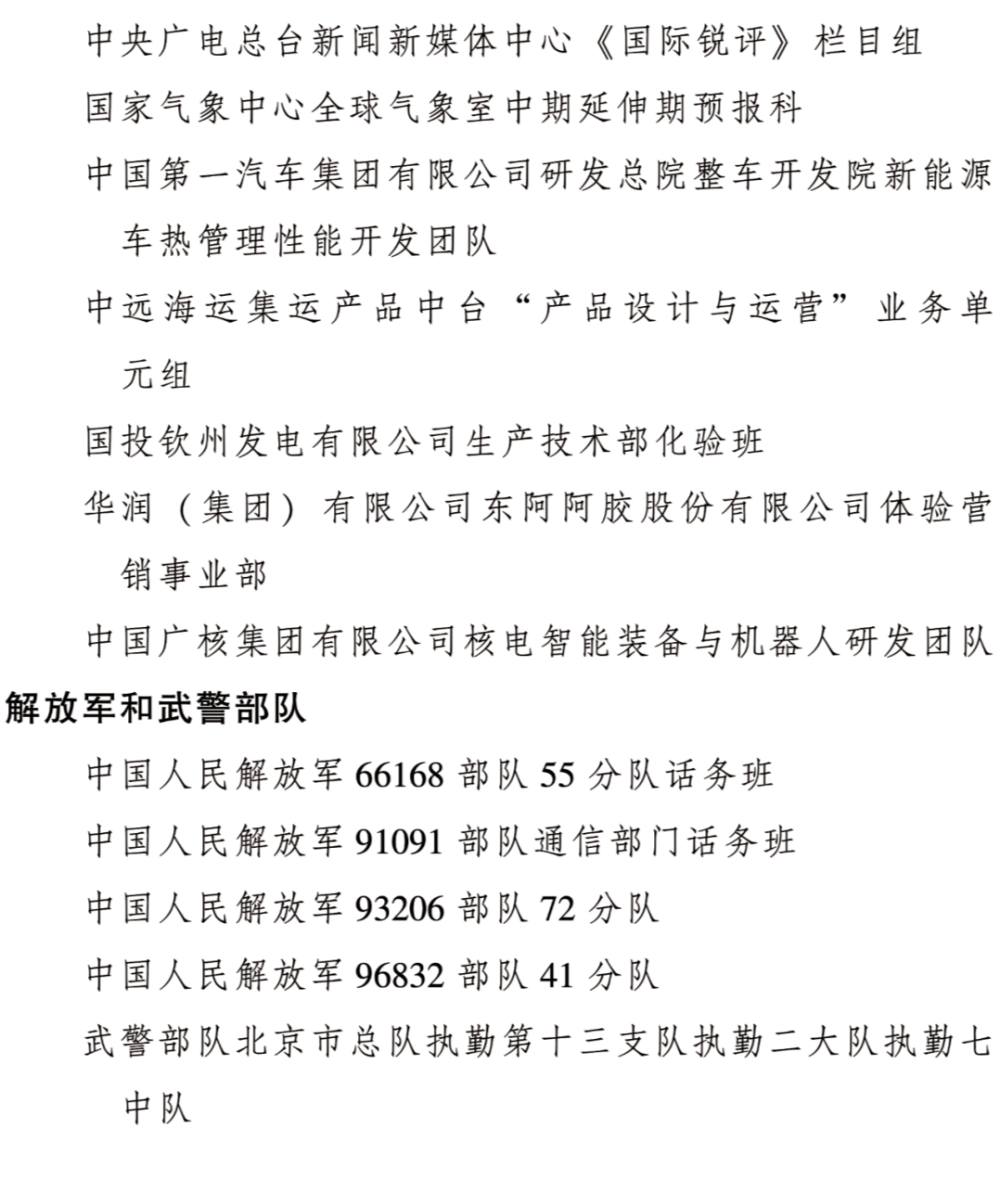 中央广电总台新闻新媒体中心《国际锐评》栏目组
国家气象中心全球气象室中期延伸期预报科
中国第一汽车集团有限公司研发总院整车开发院新能源
车热管理性能开发团队
中远海运集运产品中台“产品设计与运营”业务单
元组
国投钦州发电有限公司生产技术部化验班
华润（集团）有限公司东阿阿胶股份有限公司体验营
销事业部
中国广核集团有限公司核电智能装备与机器人研发团队
解放军和武警部队
中国人民解放军 66168 部队 55 分队话务班
中国人民解放军 91091 部队通信部门话务班
中国人民解放军 93206 部队 72 分队
中国人民解放军 96832 部队 41 分队
武警部队北京市总队执勤第十三支队执勤二大队执勤七
中队